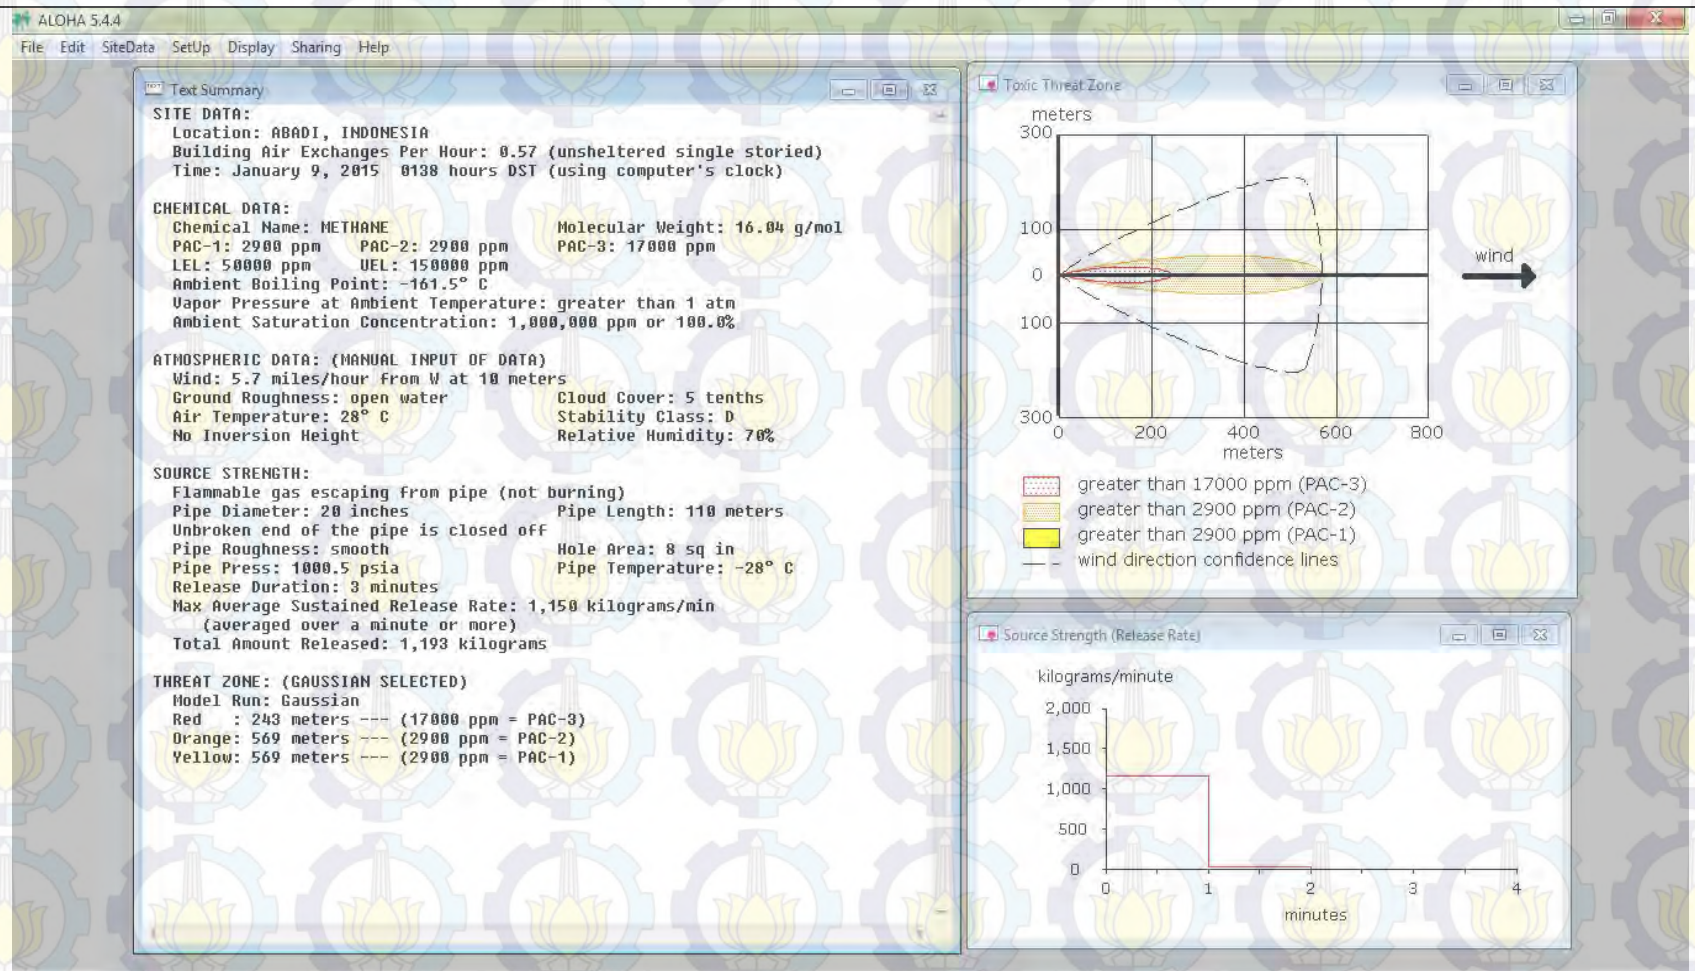 ALOHA 5.4.4
File Edit SiteData SetUp Display Sharing Help
Text Summary
SITE DATA:
Location: ABADI, INDONESIA
Building Air Exchanges Per Hour: 0.57 (unsheltered single storied)
Time: January 9, 2015 0138 hours DST (using computer's clock)
CHEMICAL DATA:
Chemical Name: METHANE Molecular Weight: 16.04 g/mol
PAC-1: 2900 ppm PAC-2: 2900 ppm PAC-3: 17000 ppm
LEL: 50000 ppm UEL: 150000 ppm
Ambient Boiling Point: -161.5° C
Vapor Pressure at Ambient Temperature: greater than 1 atm
Ambient Saturation Concentration: 1,000,000 ppm or 100.0%
ATMOSPHERIC DATA: (MANUAL INPUT OF DATA)
Wind: 5.7 miles/hour from W at 10 meters
Ground Roughness: open water Cloud Cover: 5 tenths
Air Temperature: 28° C Stability Class: D
No Inversion Height Relative Humidity: 70%
SOURCE STRENGTH:
Flammable gas escaping from pipe (not burning)
Pipe Diameter: 20 inches Pipe Length: 110 meters
Unbroken end of the pipe is closed off
Pipe Roughness: smooth Hole Area: 8 sq in
Pipe Press: 1000.5 psia Pipe Temperature: -28° C
Release Duration: 3 minutes
Max Average Sustained Release Rate: 1,150 kilograms/min
(averaged over a minute or more)
Total Amount Released: 1,193 kilograms
THREAT ZONE: (GAUSSIAN SELECTED)
Model Run: Gaussian
Red : 243 meters --- (17000 ppm = PAC-3)
Orange: 569 meters --- (2900 ppm = PAC-2)
Yellow: 569 meters --- (2900 ppm = PAC-1)
Toxic Threat Zone
meters
300
100
0
100
300
0 200 400 600 800
meters
wind
greater than 17000 ppm (PAC-3)
greater than 2900 ppm (PAC-2)
greater than 2900 ppm (PAC-1)
wind direction confidence lines
Source Strength (Release Rate)
kilograms/minute
2,000
1,500
1,000
500
0
0 1 2 3 4
minutes